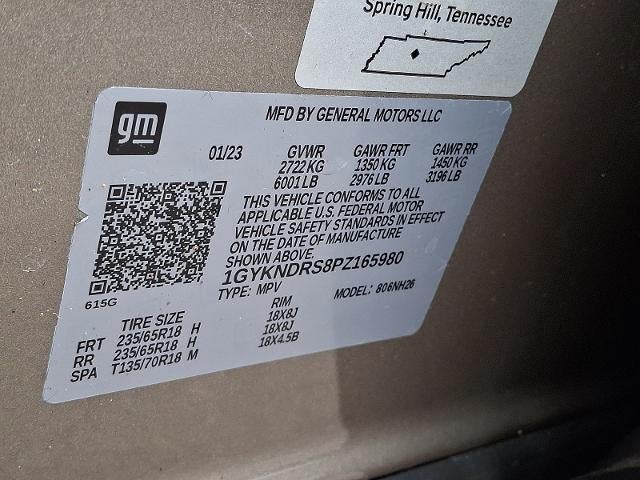 Spring Hill, Tennessee
gm
MFD BY GENERAL MOTORS LLC
01/23 GVWR GAWR FRT GAWR RR
2722 KG 1350 KG 1450 KG
6001 LB 2976 LB 3196 LB
THIS VEHICLE CONFORMS TO ALL
APPLICABLE U.S. FEDERAL MOTOR
VEHICLE SAFETY STANDARDS IN EFFECT
ON THE DATE OF MANUFACTURE
SHOWN ABOVE.
1GYKNDRS8PZ165980
TYPE: MPV MODEL: 806NH26
615G
TIRE SIZE RIM
FRT 235/65R18 H 18X8J
RR 235/65R18 H 18X8J
SPA T135/70R18 M 18X4.5B